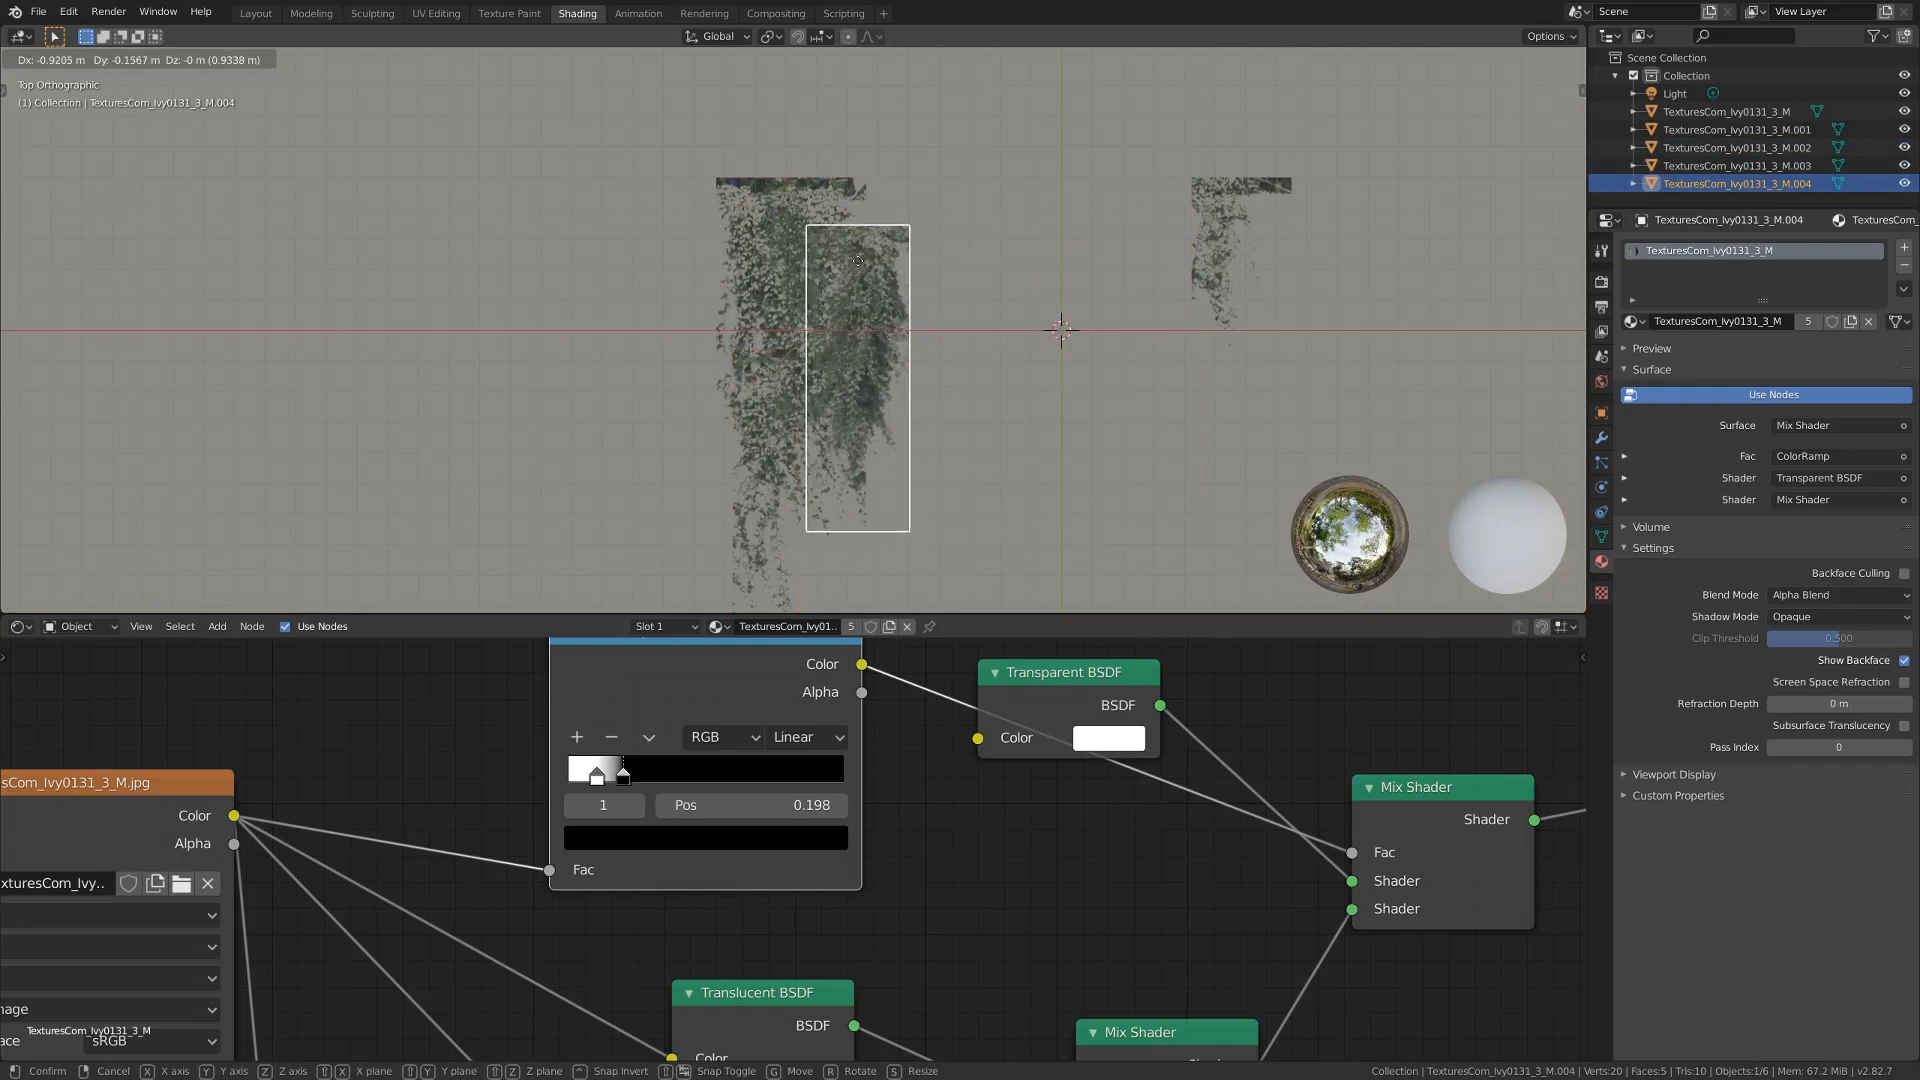 File Edit Render Window Help Layout Modeling Sculpting UV Editing Texture Paint Shading Animation Rendering Compositing Scripting + Scene View Layer
Global Options
Dx: -0.9205 m Dy: -0.1567 m Dz: -0 m (0.9338 m)
Top Orthographic
(1) Collection | TexturesCom_Ivy0131_3_M.004
Scene Collection
Collection
Light
TexturesCom_Ivy0131_3_M
TexturesCom_Ivy0131_3_M.001
TexturesCom_Ivy0131_3_M.002
TexturesCom_Ivy0131_3_M.003
TexturesCom_Ivy0131_3_M.004
TexturesCom_Ivy0131_3_M.004 TexturesCom_
TexturesCom_Ivy0131_3_M
TexturesCom_Ivy0131_3_M 5
Preview
Surface
Use Nodes
Surface Mix Shader
Fac ColorRamp
Shader Transparent BSDF
Shader Mix Shader
Volume
Settings
Backface Culling
Blend Mode Alpha Blend
Shadow Mode Opaque
Clip Threshold 0.500
Show Backface
Screen Space Refraction
Refraction Depth 0 m
Subsurface Translucency
Pass Index 0
Viewport Display
Custom Properties
Object View Select Add Node Use Nodes Slot 1 TexturesCom_Ivy01.. 5
Color
Alpha
RGB Linear
1 Pos 0.198
Fac
Transparent BSDF
BSDF
Color
Mix Shader
Shader
Fac
Shader
Shader
sCom_Ivy0131_3_M.jpg
Color
Alpha
xturesCom_Ivy..
mage
TexturesCom_Ivy0131_3_M
ace sRGB
Translucent BSDF
BSDF
Color
Mix Shader
Confirm Cancel X X axis Y Y axis Z Z axis X X plane Y Y plane Z Z plane Snap Invert Snap Toggle G Move R Rotate S Resize Collection | TexturesCom_Ivy0131_3_M.004 | Verts:20 | Faces:5 | Tris:10 | Objects:1/6 | Mem: 67.2 MiB | v2.82.7